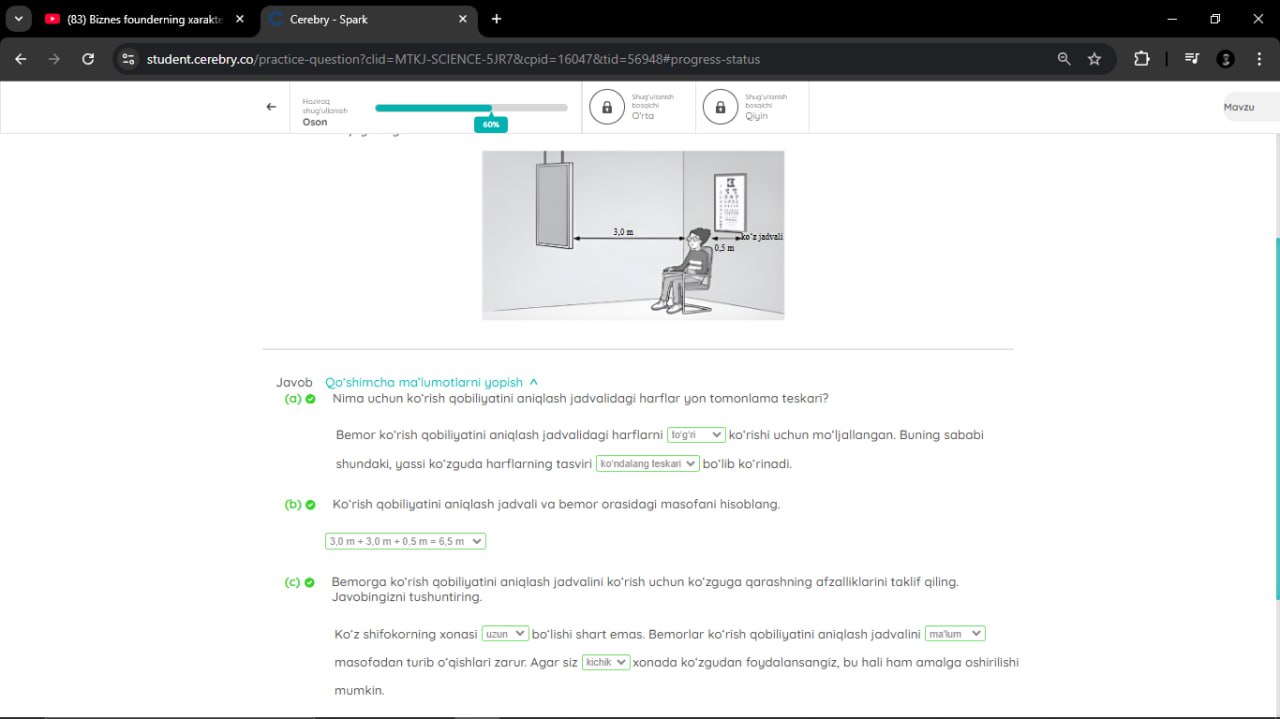 (83) Biznes founderning xarakte
Cerebry - Spark
student.cerebry.co/practice-question?clid=MTKJ-SCIENCE-5JR7&cpid=16047&tid=56948#progress-status
Hoziroq
shug'ullanish
Oson
60%
Shug'ullanish
bosqichi
O'rta
Shug'ullanish
bosqichi
Qiyin
Mavzu
3,0 m
ko'z jadvali
0,5 m
Javob Qo'shimcha ma'lumotlarni yopish
(a) Nima uchun ko'rish qobiliyatini aniqlash jadvalidagi harflar yon tomonlama teskari?
Bemor ko'rish qobiliyatini aniqlash jadvalidagi harflarni to'g'ri ko'rishi uchun mo'ljallangan. Buning sababi
shundaki, yassi ko'zguda harflarning tasviri ko'ndalang teskari bo'lib ko'rinadi.
(b) Ko'rish qobiliyatini aniqlash jadvali va bemor orasidagi masofani hisoblang.
3,0 m + 3,0 m + 0,5 m = 6,5 m
(c) Bemorga ko'rish qobiliyatini aniqlash jadvalini ko'rish uchun ko'zguga qarashning afzalliklarini taklif qiling.
Javobingizni tushuntiring.
Ko'z shifokorning xonasi uzun bo'lishi shart emas. Bemorlar ko'rish qobiliyatini aniqlash jadvalini ma'lum
masofadan turib o'qishlari zarur. Agar siz kichik xonada ko'zgudan foydalansangiz, bu hali ham amalga oshirilishi
mumkin.